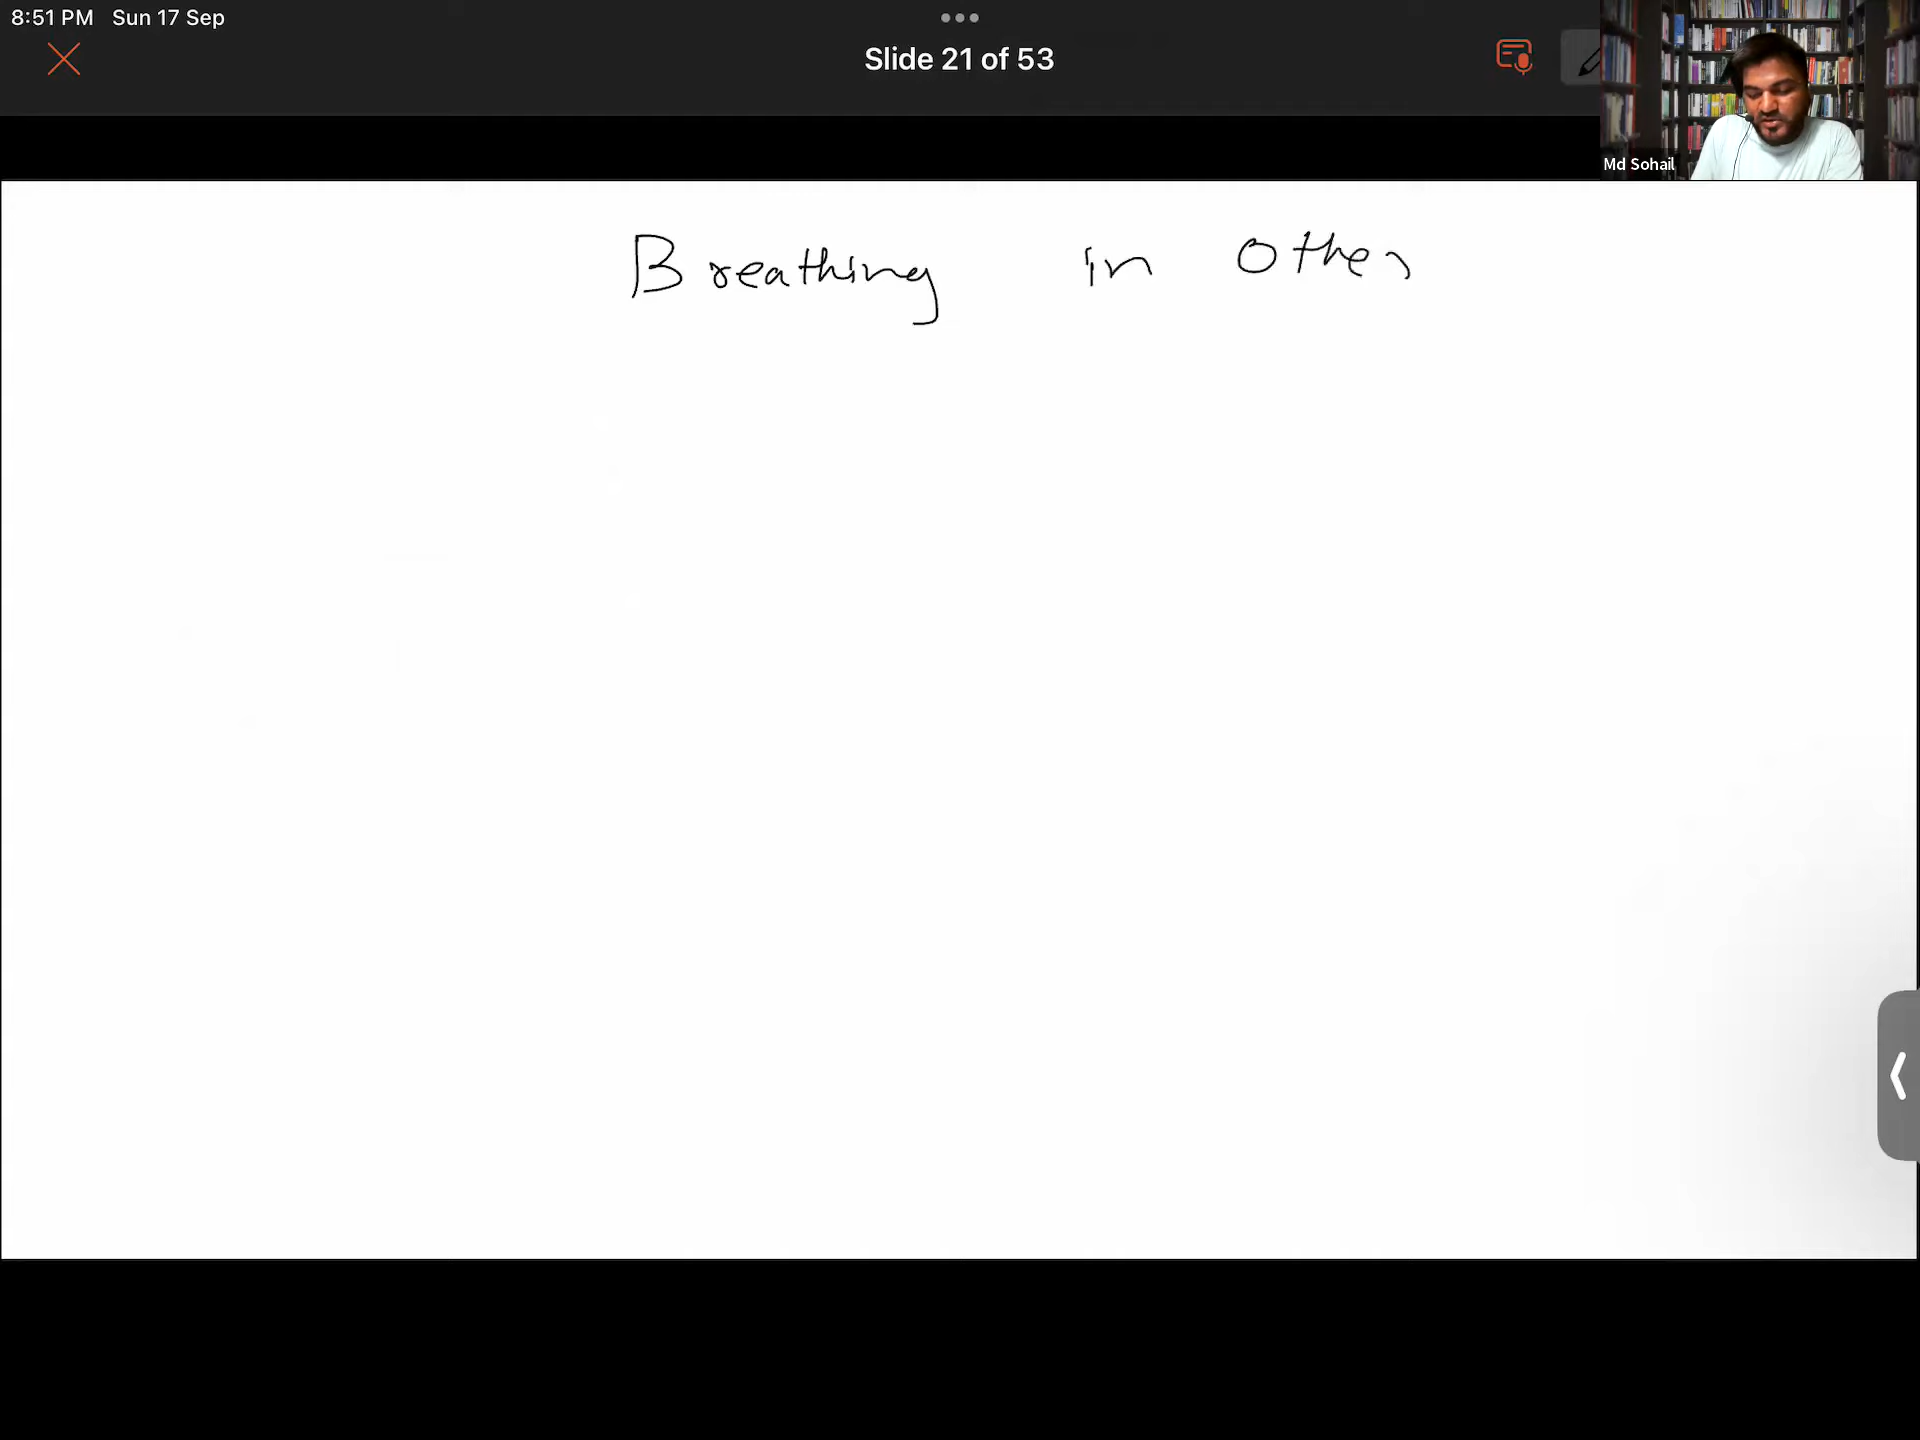 8:51 PM Sun 17 Sep
Slide 21 of 53
Md Sohail
Breathing in Other